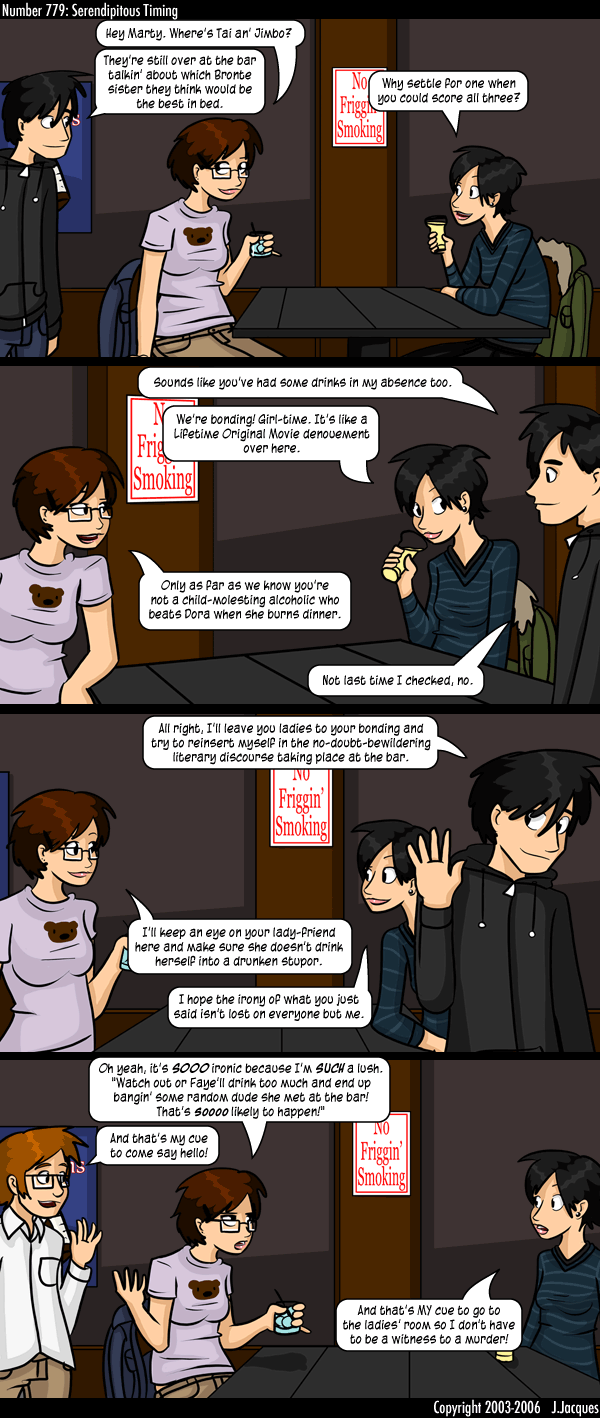 Number 779: Serendipitous Timing
Hey Marty. Where's Tai an' Jimbo?
They're still over at the bar
talkin' about which Bronte
sister they think would be
the best in bed.
Why settle for one when
you could score all three?
No
Friggin'
Smoking
s
Sounds like you've had some drinks in my absence too.
We're bonding! Girl-time. It's like a
Lifetime Original Movie denouement
over here.
N
Frigg
Smoking
Only as far as we know you're
not a child-molesting alcoholic who
beats Dora when she burns dinner.
Not last time I checked, no.
All right, I'll leave you ladies to your bonding and
try to reinsert myself in the no-doubt-bewildering
literary discourse taking place at the bar.
No
Friggin'
Smoking
I'll keep an eye on your lady-friend
here and make sure she doesn't drink
herself into a drunken stupor.
I hope the irony of what you just
said isn't lost on everyone but me.
Oh yeah, it's SOOO ironic because I'm SUCH a lush.
"Watch out or Faye'll drink too much and end up
bangin' some random dude she met at the bar!
That's soooo likely to happen!"
And that's my cue
to come say hello!
s
No
Friggin'
Smoking
And that's MY cue to go to
the ladies' room so I don't have
to be a witness to a murder!
Copyright 2003-2006 J.Jacques